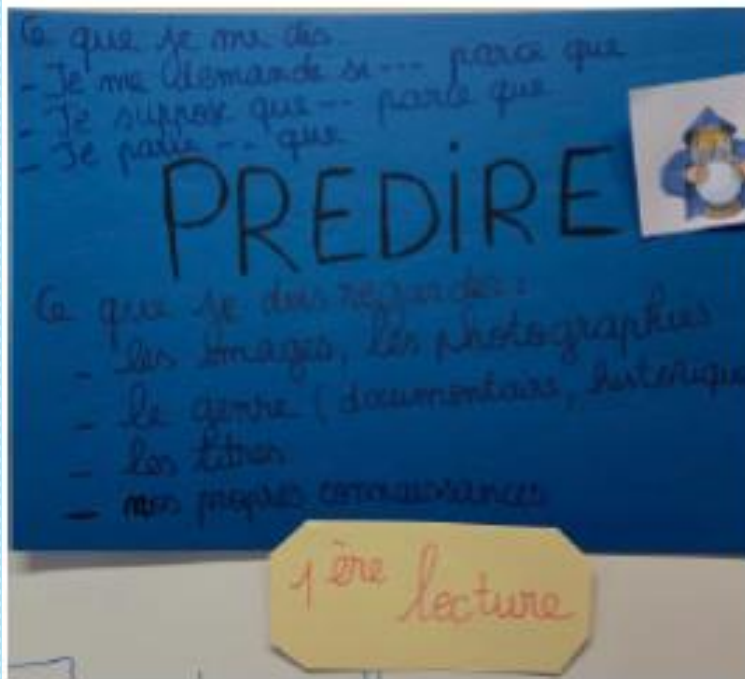 Ce que je me dis
- Je me demande si --- parce que
- Je suppose que -- parce que
- Je parie -- que
PREDIRE
Ce que je dois regarder :
- les images, les photographies
- le genre (documentaire, historique
- les titres
- nos propres connaissances
1ère lecture